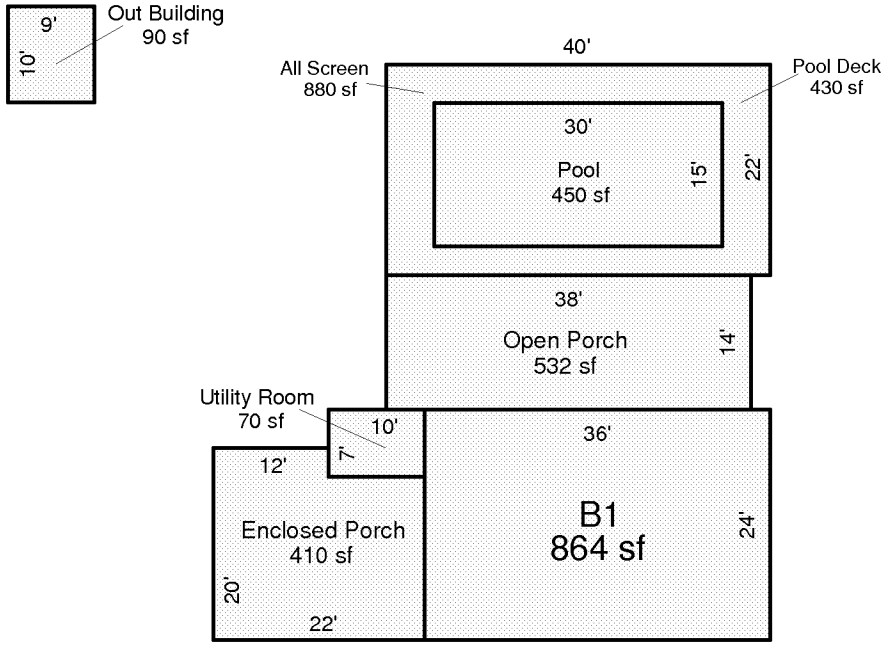 9'
10'
Out Building
90 sf
40'
All Screen
880 sf
Pool Deck
430 sf
30'
Pool
450 sf
15'
22'
38'
Open Porch
532 sf
14'
Utility Room
70 sf
10'
7'
36'
12'
B1
864 sf
24'
Enclosed Porch
410 sf
20'
22'